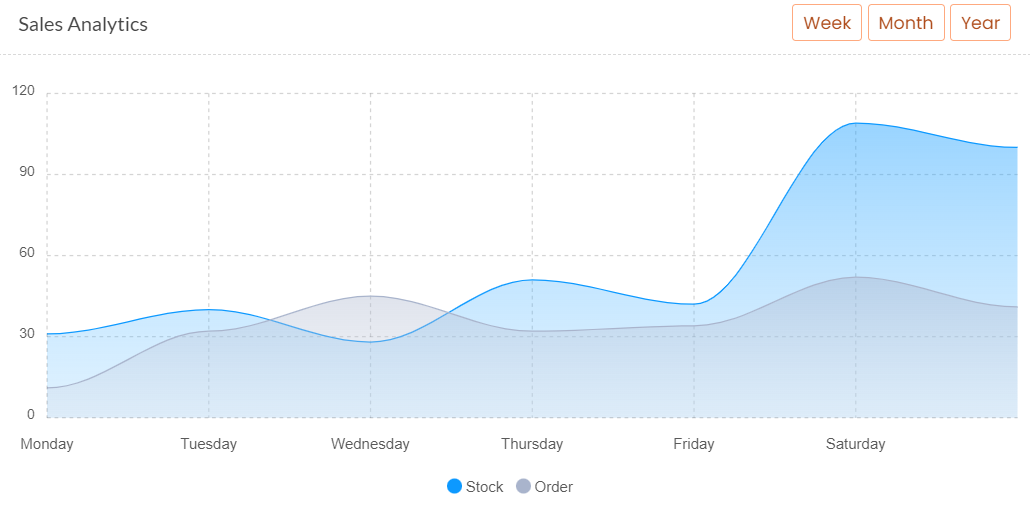 Sales Analytics
Week Month Year
120
90
60
30
0
Monday Tuesday Wednesday Thursday Friday Saturday
Stock Order